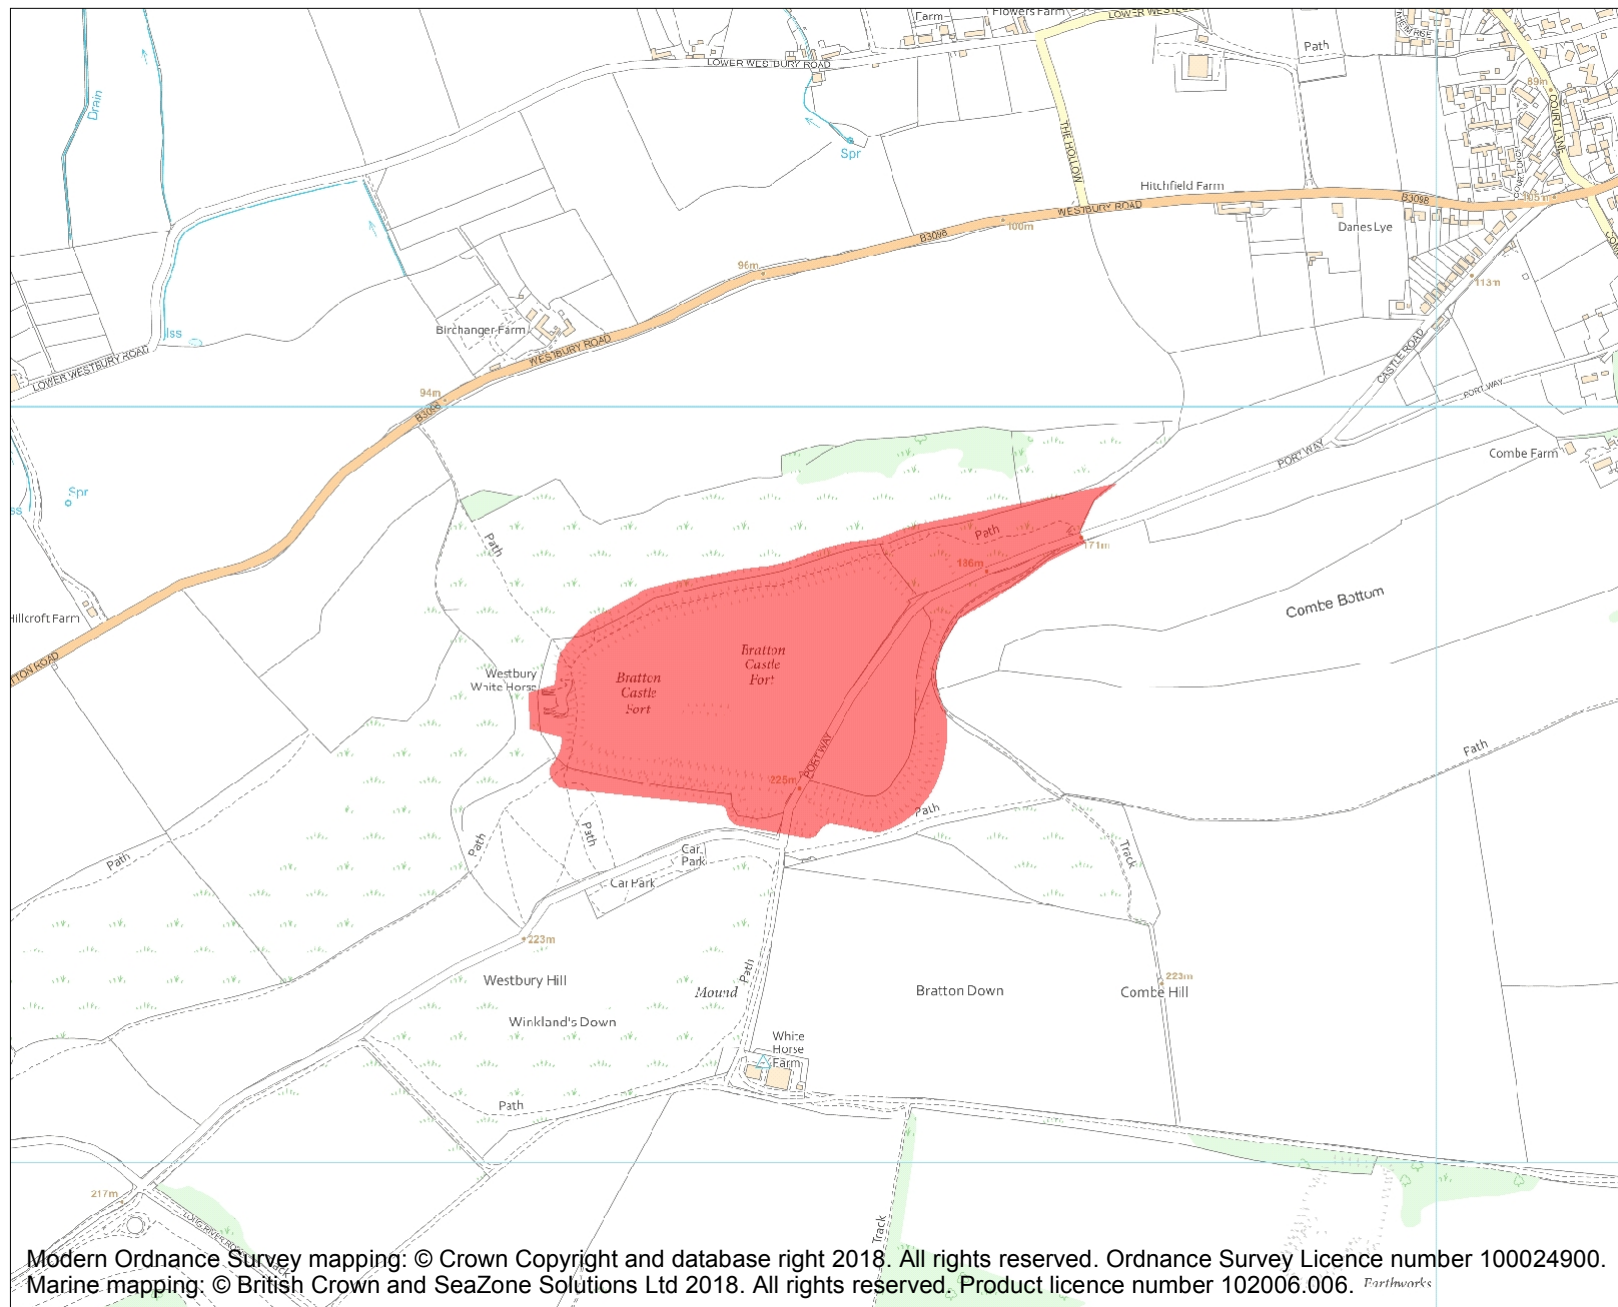 Farm
Flowers Farm
Path
LOWER WESTBURY ROAD
89m
COURT LANE
Drain
Spr
THE HOLLOW
Hitchfield Farm
B3098
105m
WESTBURY ROAD
100m
B3098
Danes Lye
96m
113m
Birchanger Farm
Iss
WESTBURY ROAD
LOWER WESTBURY ROAD
CASTLE ROAD
PORT WAY
94m
B3098
PORT WAY
Combe Farm
Spr
Path
Path
171m
186m
Combe Bottom
Hillcroft Farm
Bratton
Castle
Fort
Bratton
Castle
Fort
Westbury
White Horse
PORT WAY
Path
225m
Path
Path
Path
Path
Track
Car
Park
Car Park
223m
Westbury Hill
Path
Mound
Bratton Down
223m
Combe Hill
Winkland's Down
White
Horse
Farm
Path
217m
Track
Track
Modern Ordnance Survey mapping: © Crown Copyright and database right 2018. All rights reserved. Ordnance Survey Licence number 100024900.
Marine mapping: © British Crown and SeaZone Solutions Ltd 2018. All rights reserved. Product licence number 102006.006.
Earthworks